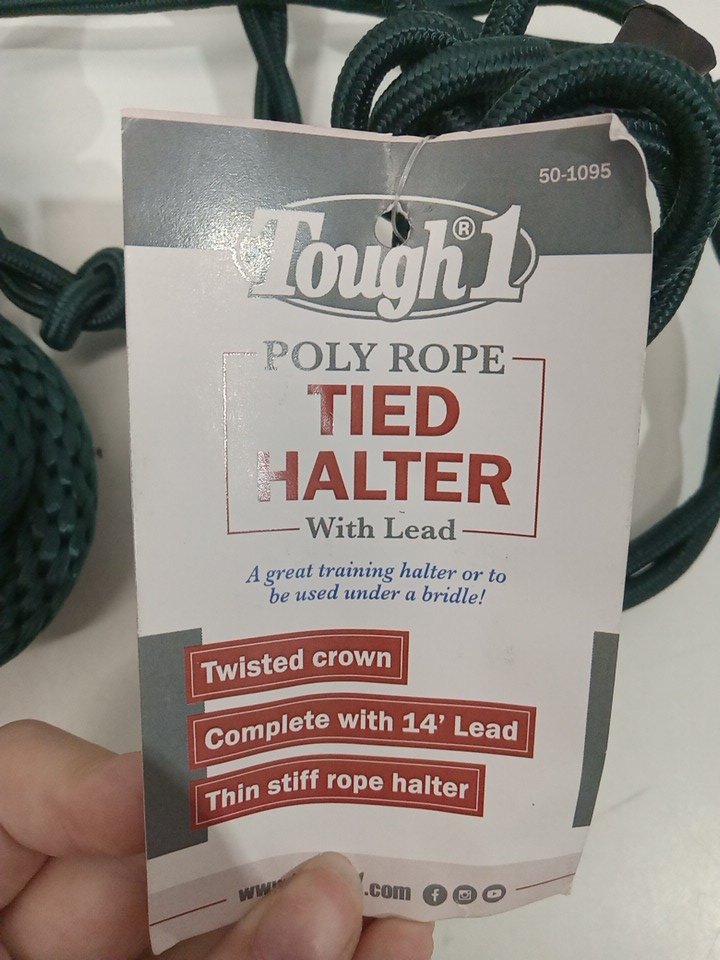 50-1095
Tough® 1
POLY ROPE
TIED
HALTER
With Lead
A great training halter or to
be used under a bridle!
Twisted crown
Complete with 14' Lead
Thin stiff rope halter
.com